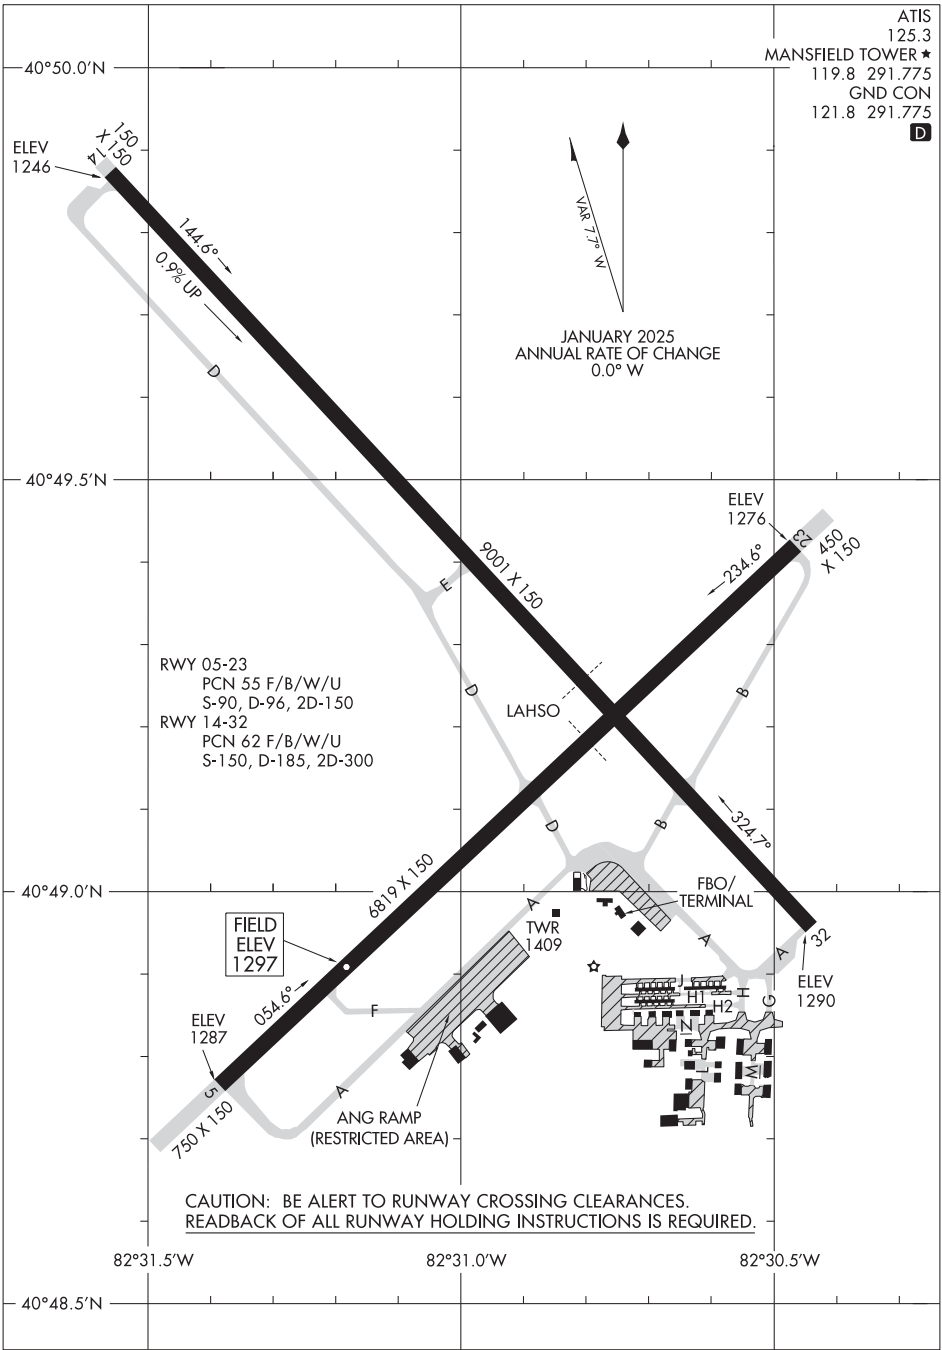 ATIS
125.3
MANSFIELD TOWER ★
119.8 291.775
GND CON
121.8 291.775
D
40°50.0'N
150
X 150
ELEV
1246
14
144.6°
0.9% UP
VAR 7.7° W
JANUARY 2025
ANNUAL RATE OF CHANGE
0.0° W
D
40°49.5'N
ELEV
1276
23
450
X 150
234.6°
9001 X 150
E
RWY 05-23
PCN 55 F/B/W/U
S-90, D-96, 2D-150
RWY 14-32
PCN 62 F/B/W/U
S-150, D-185, 2D-300
D
B
LAHSO
D
B
324.7°
6819 X 150
40°49.0'N
FBO/
TERMINAL
A
TWR
1409
A
32
A
FIELD
ELEV
1297
ELEV
1290
J
H1
H
H2
G
054.6°
F
N
ELEV
1287
L
M
5
A
750 X 150
ANG RAMP
(RESTRICTED AREA)
CAUTION: BE ALERT TO RUNWAY CROSSING CLEARANCES.
READBACK OF ALL RUNWAY HOLDING INSTRUCTIONS IS REQUIRED.
82°31.5'W
82°31.0'W
82°30.5'W
40°48.5'N